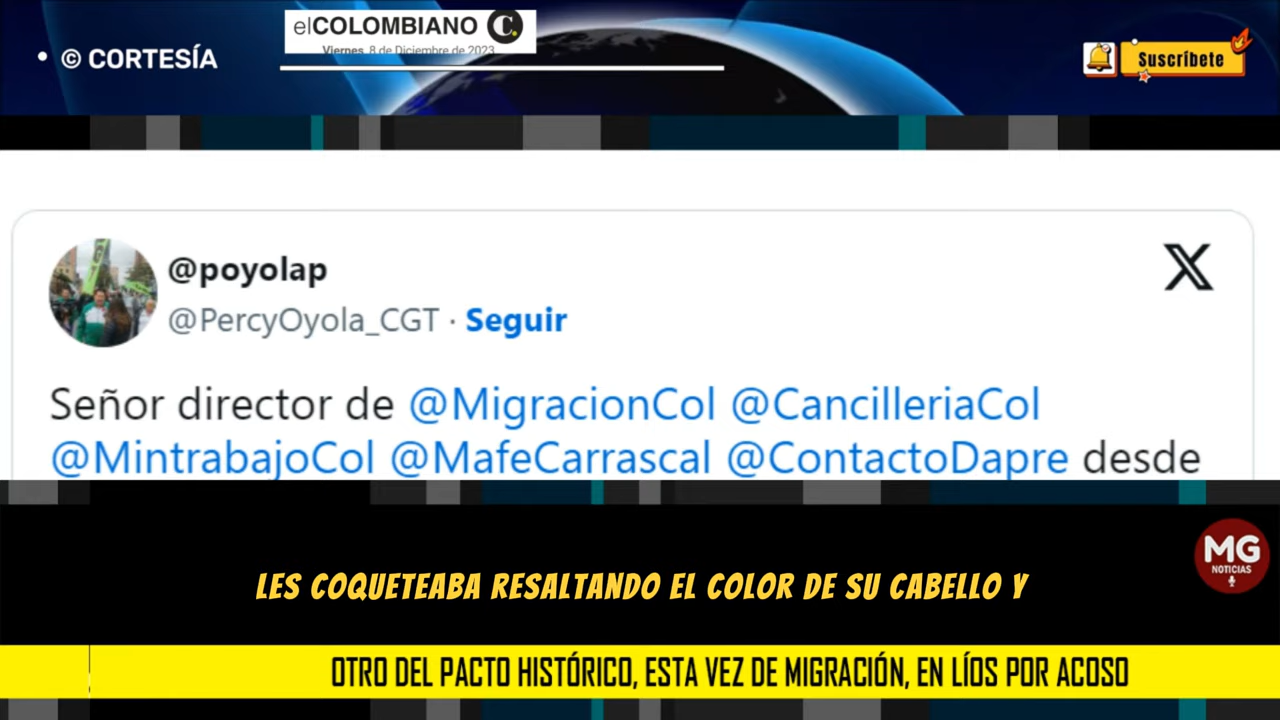 • © CORTESÍA
elCOLOMBIANO C.
Viernes, 8 de Diciembre de 2023
Suscríbete
@poyolap
@PercyOyola_CGT · Seguir
X
Señor director de @MigracionCol @CancilleriaCol
@MintrabajoCol @MafeCarrascal @ContactoDapre desde
MG
NOTICIAS
LES COQUETEABA RESALTANDO EL COLOR DE SU CABELLO Y
OTRO DEL PACTO HISTÓRICO, ESTA VEZ DE MIGRACIÓN, EN LÍOS POR ACOSO